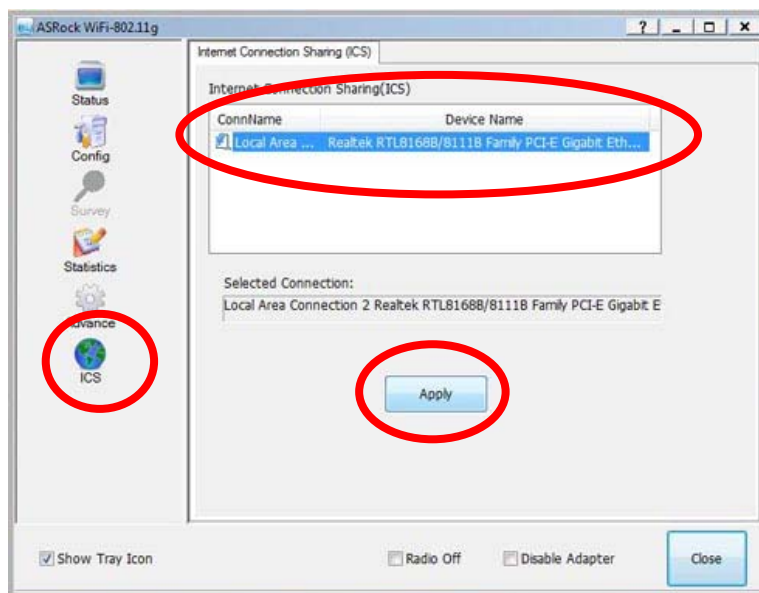 ASRock WiFi-802.11g
Status
Config
Survey
Statistics
Advance
ICS
Internet Connection Sharing (ICS)
Internet Connection Sharing(ICS)
ConnName Device Name
Local Area ... Realtek RTL8168B/8111B Family PCI-E Gigabit Eth...
Selected Connection:
Local Area Connection 2 Realtek RTL8168B/8111B Family PCI-E Gigabit E
Apply
Show Tray Icon Radio Off Disable Adapter Close